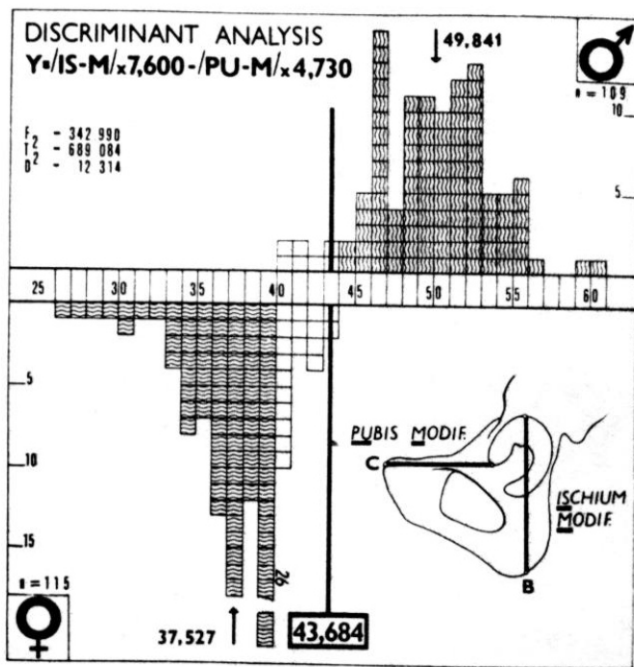 DISCRIMINANT ANALYSIS
Y=/IS-M/x7,600-/PU-M/x4,730
49,841
n=109
F2 - 342 990
T2 - 689 084
D2 - 12 314
10
5
25 30 35 40 45 50 55 60
5
10
15
PUBIS MODIF.
C
ISCHIUM
MODIF.
B
26
n=115
37,527
43,684